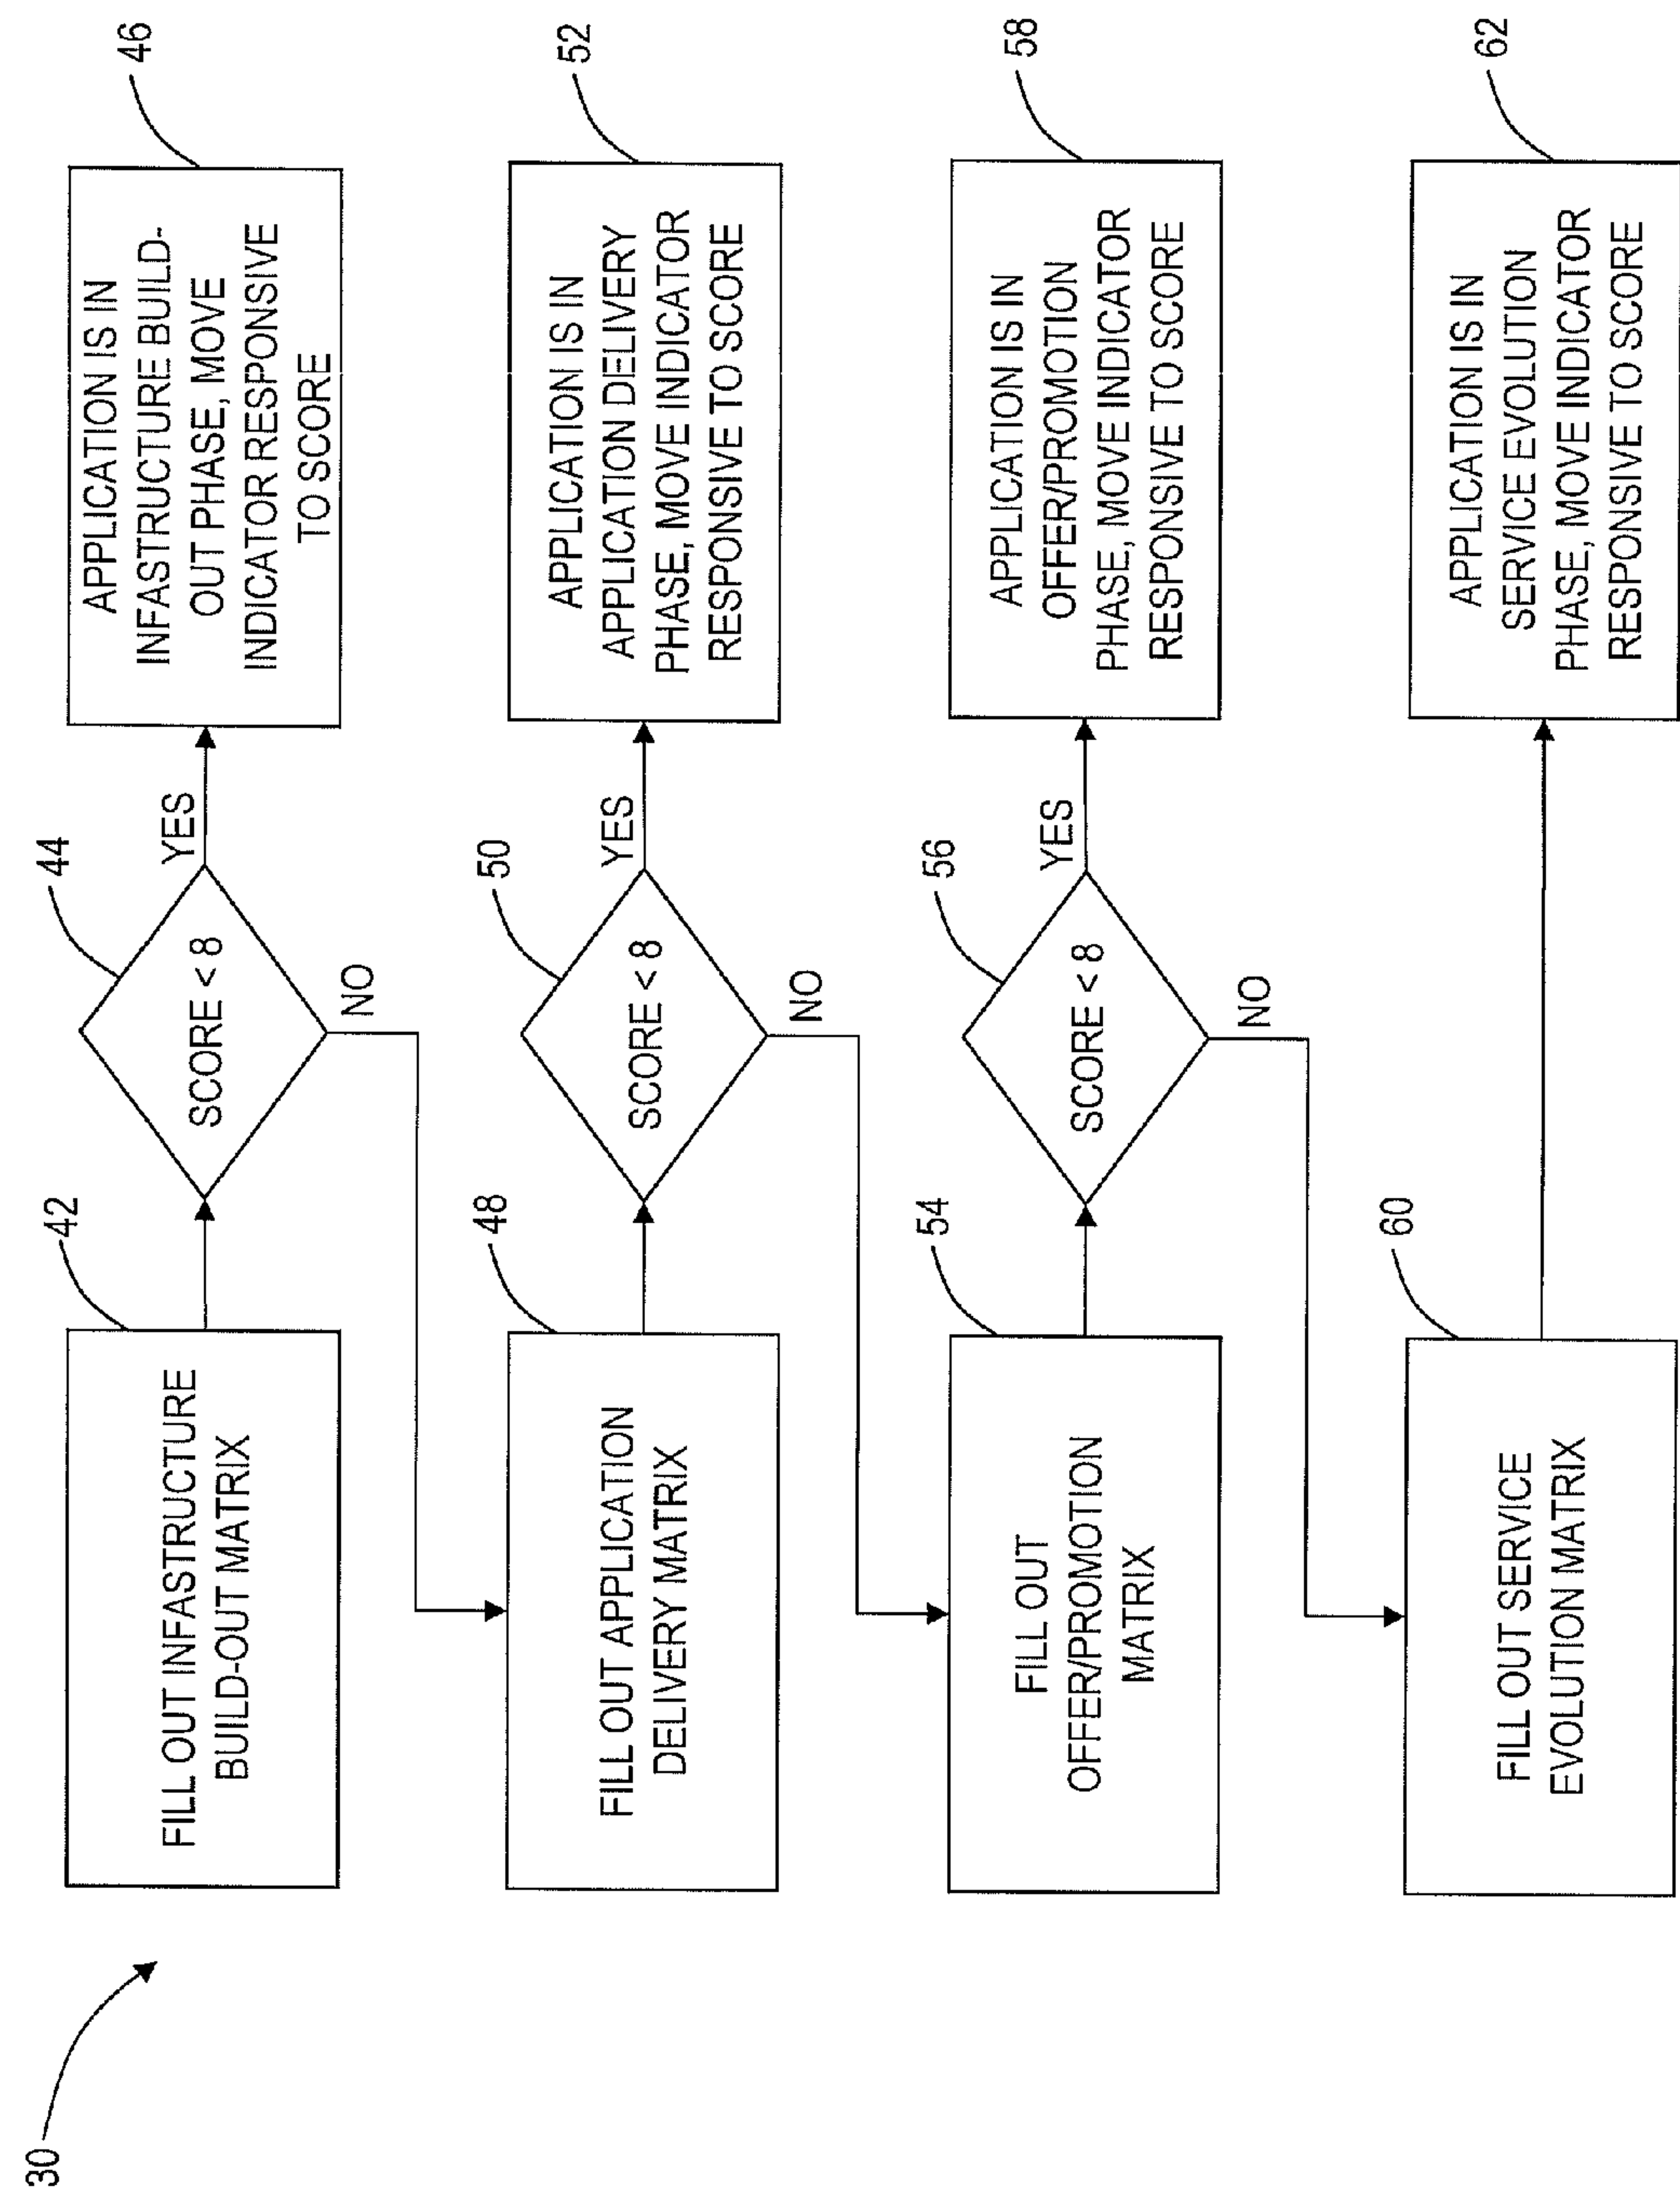 30
42
FILL OUT INFASTRUCTURE
BUILD-OUT MATRIX
44
SCORE < 8
YES
NO
46
APPLICATION IS IN
INFASTRUCTURE BUILD-
OUT PHASE, MOVE
INDICATOR RESPONSIVE
TO SCORE
48
FILL OUT APPLICATION
DELIVERY MATRIX
50
SCORE < 8
YES
NO
52
APPLICATION IS IN
APPLICATION DELIVERY
PHASE, MOVE INDICATOR
RESPONSIVE TO SCORE
54
FILL OUT
OFFER/PROMOTION
MATRIX
56
SCORE < 8
YES
NO
58
APPLICATION IS IN
OFFER/PROMOTION
PHASE, MOVE INDICATOR
RESPONSIVE TO SCORE
60
FILL OUT SERVICE
EVOLUTION MATRIX
62
APPLICATION IS IN
SERVICE EVOLUTION
PHASE, MOVE INDICATOR
RESPONSIVE TO SCORE